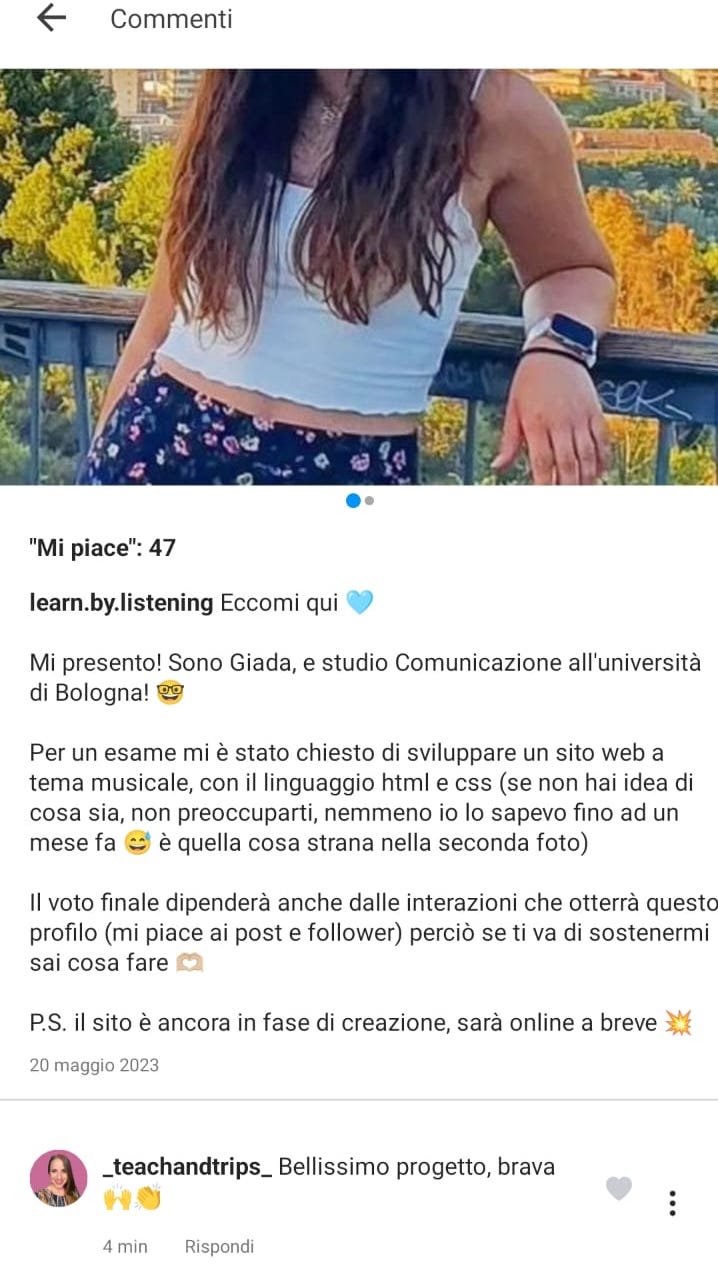 Commenti
"Mi piace": 47
learn.by.listening Eccomi qui 🩵
Mi presento! Sono Giada, e studio Comunicazione all'università
di Bologna! 🤓
Per un esame mi è stato chiesto di sviluppare un sito web a
tema musicale, con il linguaggio html e css (se non hai idea di
cosa sia, non preoccuparti, nemmeno io lo sapevo fino ad un
mese fa 😅 è quella cosa strana nella seconda foto)
Il voto finale dipenderà anche dalle interazioni che otterrà questo
profilo (mi piace ai post e follower) perciò se ti va di sostenermi
sai cosa fare 🫶🏼
P.S. il sito è ancora in fase di creazione, sarà online a breve 💥
20 maggio 2023
_teachandtrips_ Bellissimo progetto, brava
🙌👏
4 min Rispondi